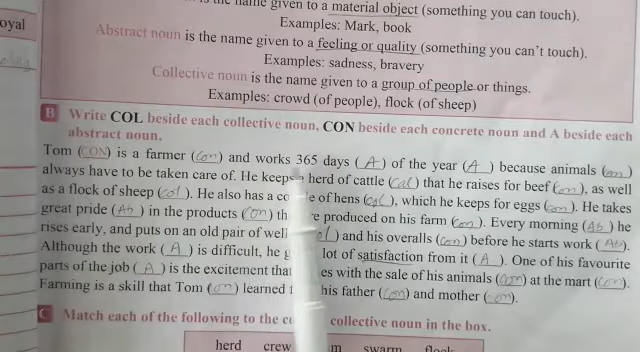 is the name given to a material object (something you can touch).
Examples: Mark, book
oyal
Abstract noun is the name given to a feeling or quality (something you can't touch).
Examples: sadness, bravery
Collective noun is the name given to a group of people or things.
Examples: crowd (of people), flock (of sheep)
B Write COL beside each collective noun, CON beside each concrete noun and A beside each
abstract noun.
Tom (CON) is a farmer (Con) and works 365 days (A) of the year (A) because animals (con)
always have to be taken care of. He keeps herd of cattle (Col) that he raises for beef (con), as well
as a flock of sheep (Col). He also has a co e of hens (Col), which he keeps for eggs (con). He takes
great pride (Ab) in the products (Con) th re produced on his farm (Con). Every morning (Ab) he
rises early, and puts on an old pair of well ol) and his overalls (Con) before he starts work (Ab).
Although the work (A) is difficult, he g lot of satisfaction from it (A). One of his favourite
parts of the job (A) is the excitement that es with the sale of his animals (Con) at the mart (Con).
Farming is a skill that Tom (Con) learned f his father (Con) and mother (Con).
C Match each of the following to the co collective noun in the box.
herd crew m swarm flock